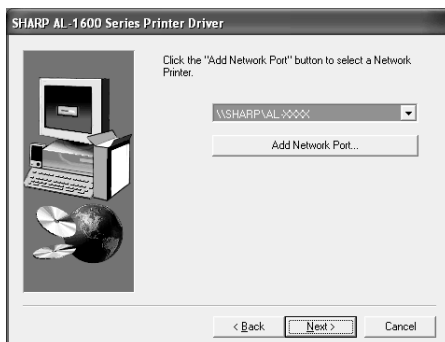 SHARP AL-1600 Series Printer Driver
Click the "Add Network Port" button to select a Network
Printer.
\\SHARP\AL-XXXX
Add Network Port...
< Back
Next >
Cancel